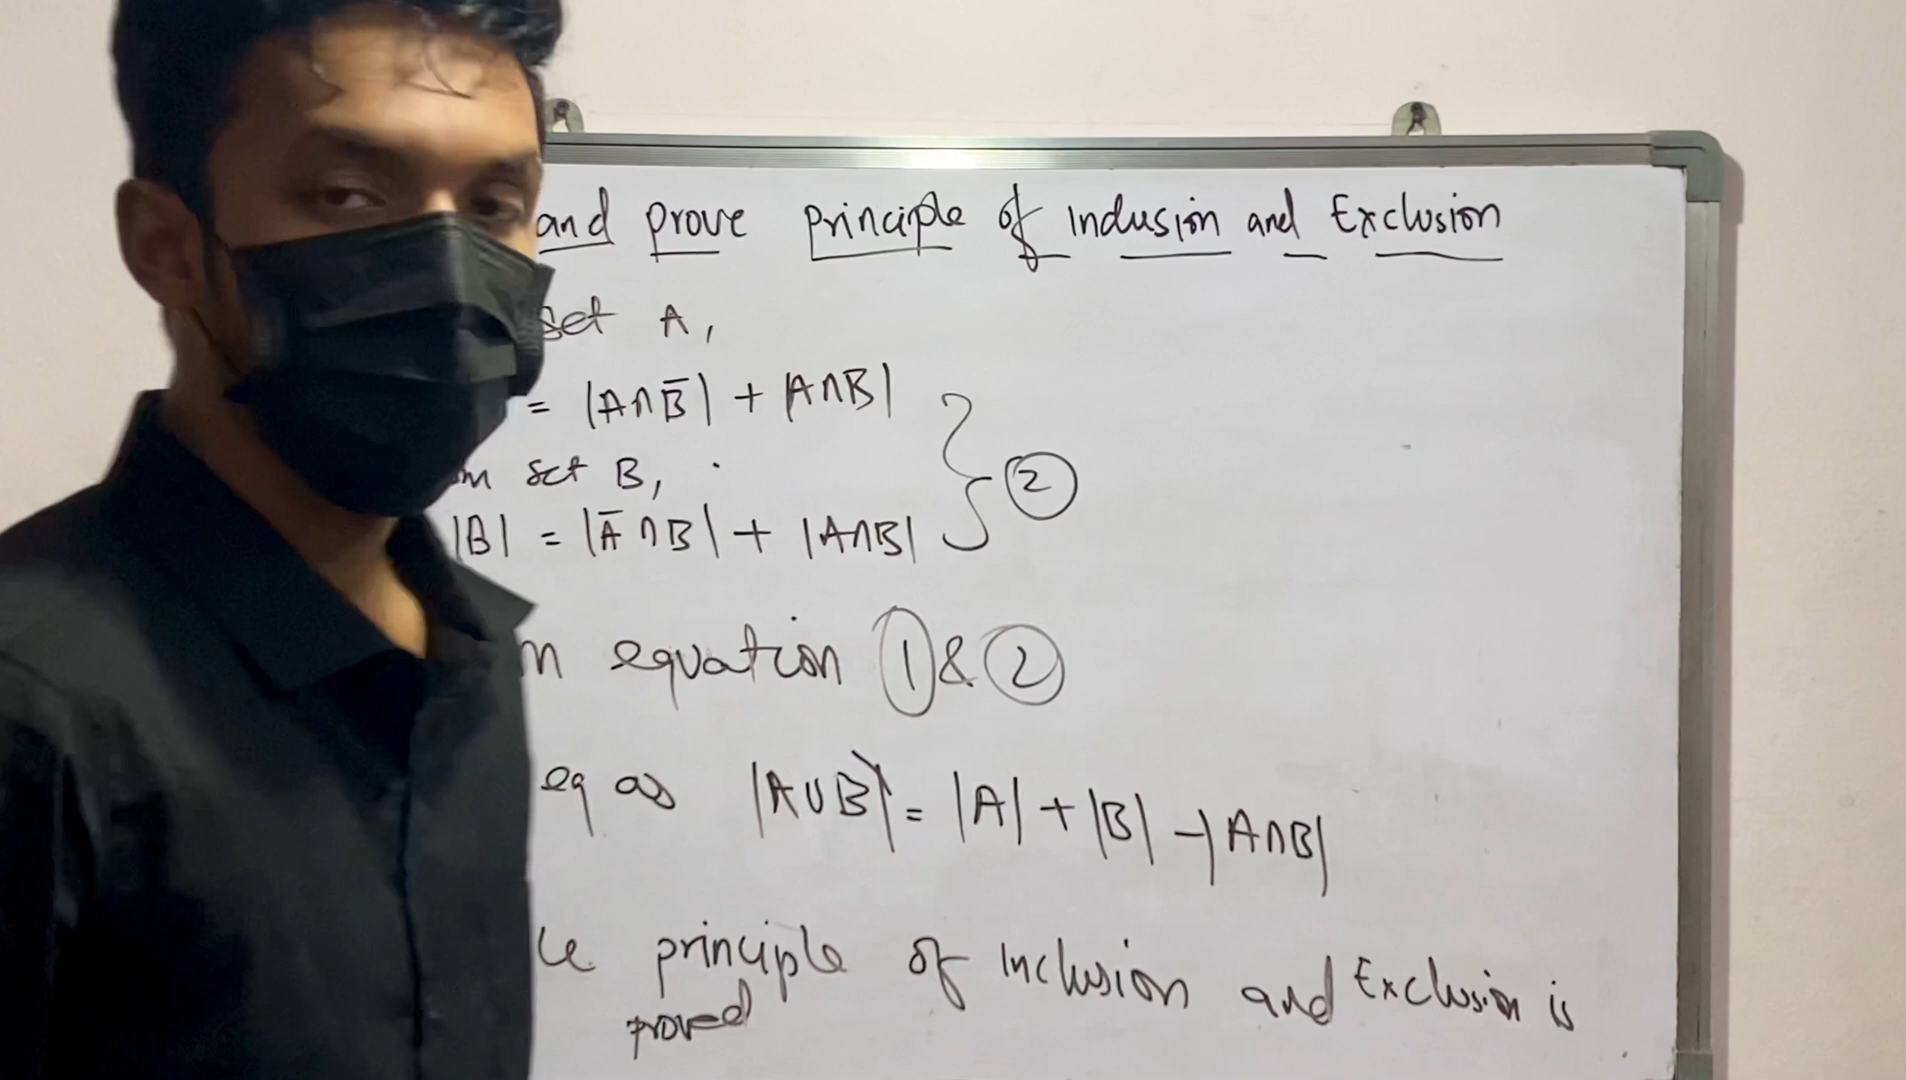 and prove principle of Inclusion and Exclusion
set A,
= |A∩B̅| + |A∩B|
m set B,
|B| = |A̅∩B| + |A∩B|
2
m equation 1 & 2
eq as |A∪B| = |A| + |B| - |A∩B|
ce principle of Inclusion and Exclusion is
proved